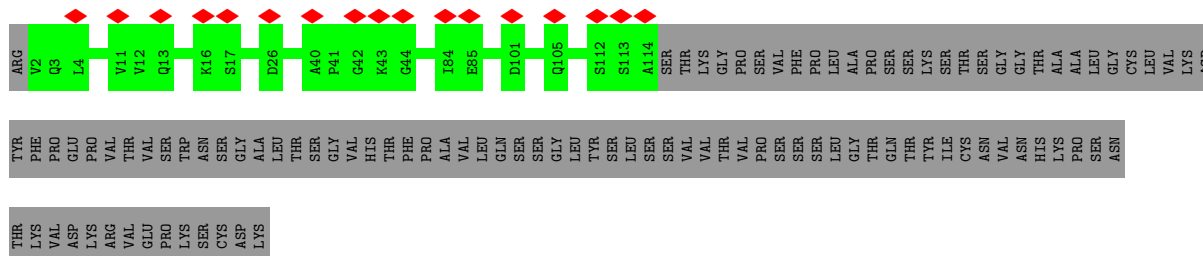 ARG V2 Q3 L4 V11 V12 Q13 K16 S17 D26 A40 P41 G42 K43 G44 I84 E85 D101 Q105 S112 S113 A114 SER THR LYS GLY PRO SER VAL PHE PRO LEU ALA PRO SER SER LYS SER THR SER GLY GLY THR ALA ALA LEU GLY CYS LEU VAL LYS
TYR PHE PRO GLU PRO VAL THR VAL SER TRP ASN SER GLY ALA LEU THR SER GLY VAL HIS THR PHE PRO ALA VAL LEU GLN SER SER GLY LEU TYR SER LEU SER SER VAL VAL THR VAL PRO SER SER SER LEU GLY THR GLN THR TYR ILE CYS ASN VAL ASN HIS LYS PRO SER ASN
THR LYS VAL ASP LYS ARG VAL GLU PRO LYS SER CYS ASP LYS